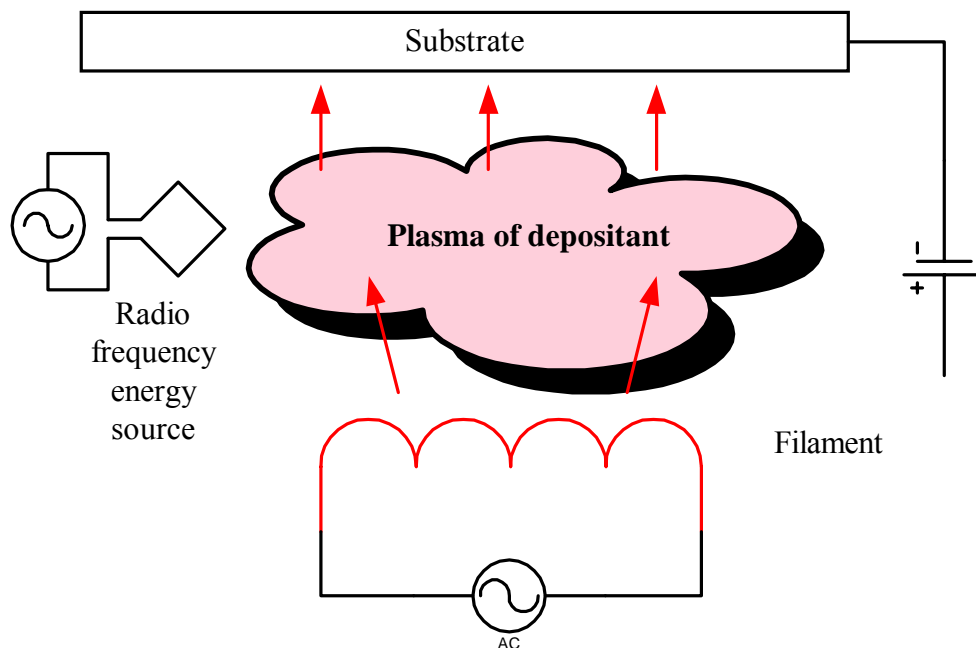 Substrate
Plasma of depositant
-
+
Radio
frequency
energy
source
Filament
AC